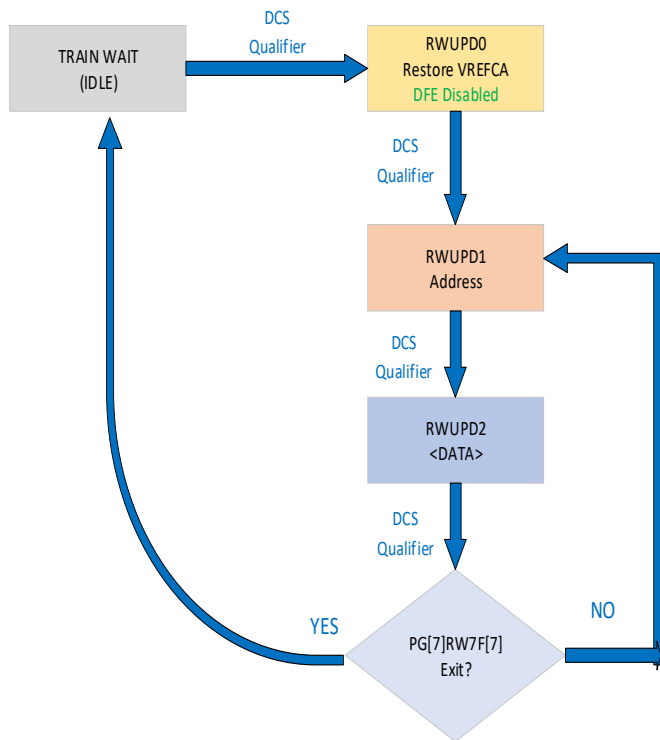 DCS
Qualifier
TRAIN WAIT
(IDLE)
RWUPD0
Restore VREFCA
DFE Disabled
DCS
Qualifier
RWUPD1
Address
DCS
Qualifier
RWUPD2
<DATA>
DCS
Qualifier
YES
NO
PG[7]RW7F[7]
Exit?